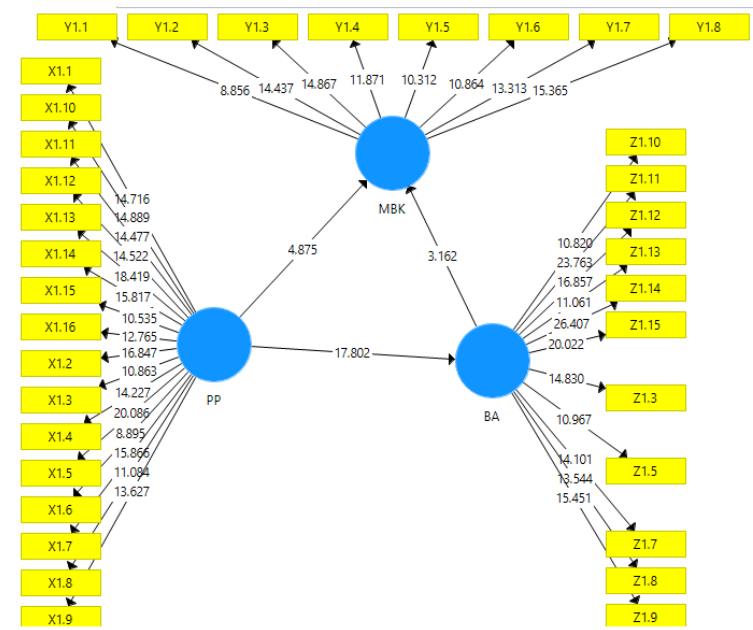 Y1.1 Y1.2 Y1.3 Y1.4 Y1.5 Y1.6 Y1.7 Y1.8
8.856 14.437 14.867 11.871 10.312 10.864 13.313 15.365
MBK
X1.1
X1.10
X1.11
X1.12
X1.13
X1.14
X1.15
X1.16
X1.2
X1.3
X1.4
X1.5
X1.6
X1.7
X1.8
X1.9
14.716
14.889
14.477
14.522
18.419
15.817
10.535
12.765
16.847
10.863
14.227
20.086
8.895
15.866
11.084
13.627
PP
4.875
3.162
17.802
BA
10.820
23.763
16.857
11.061
26.407
20.022
14.830
10.967
14.101
13.544
15.451
Z1.10
Z1.11
Z1.12
Z1.13
Z1.14
Z1.15
Z1.3
Z1.5
Z1.7
Z1.8
Z1.9